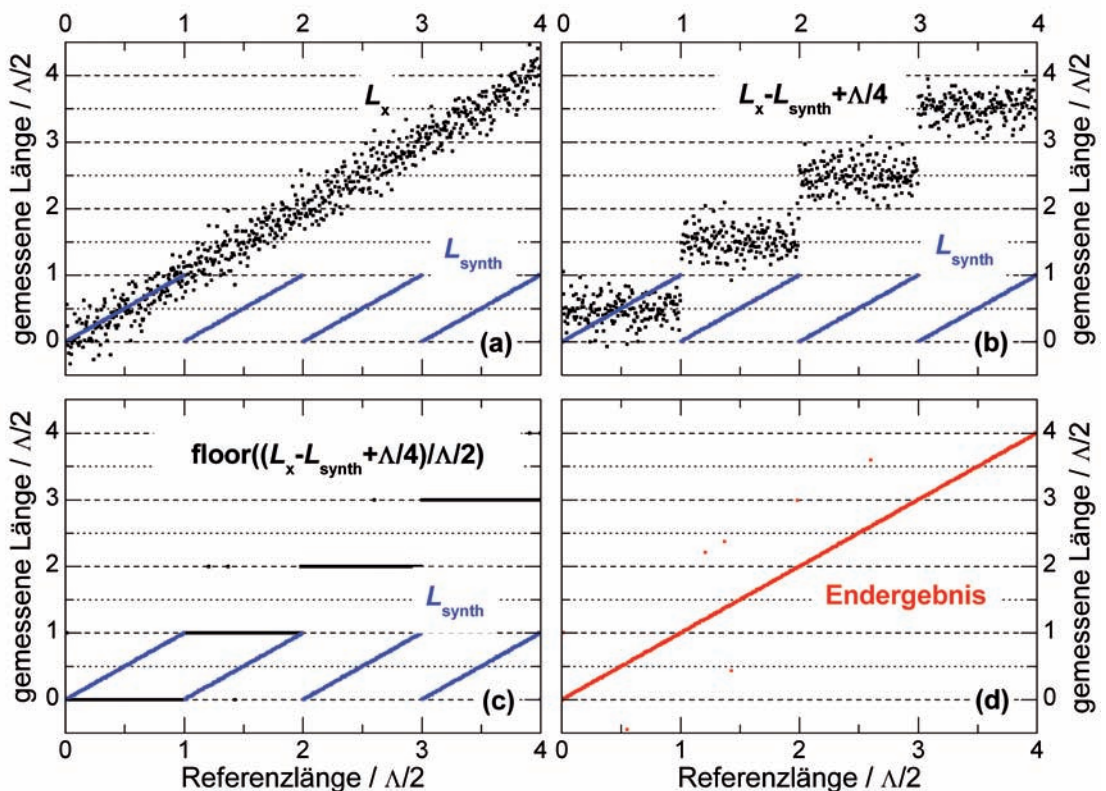 0 1 2 3 4
0 1 2 3 4
gemessene Länge / Λ/2
4
3
2
1
0
L_x
L_synth
(a)
L_x-L_synth+Λ/4
L_synth
(b)
4
3
2
1
0
gemessene Länge / Λ/2
gemessene Länge / Λ/2
4
3
2
1
0
floor((L_x-L_synth+Λ/4)/Λ/2)
L_synth
(c)
Endergebnis
(d)
4
3
2
1
0
gemessene Länge / Λ/2
0 1 2 3 4
0 1 2 3 4
Referenzlänge / Λ/2
Referenzlänge / Λ/2